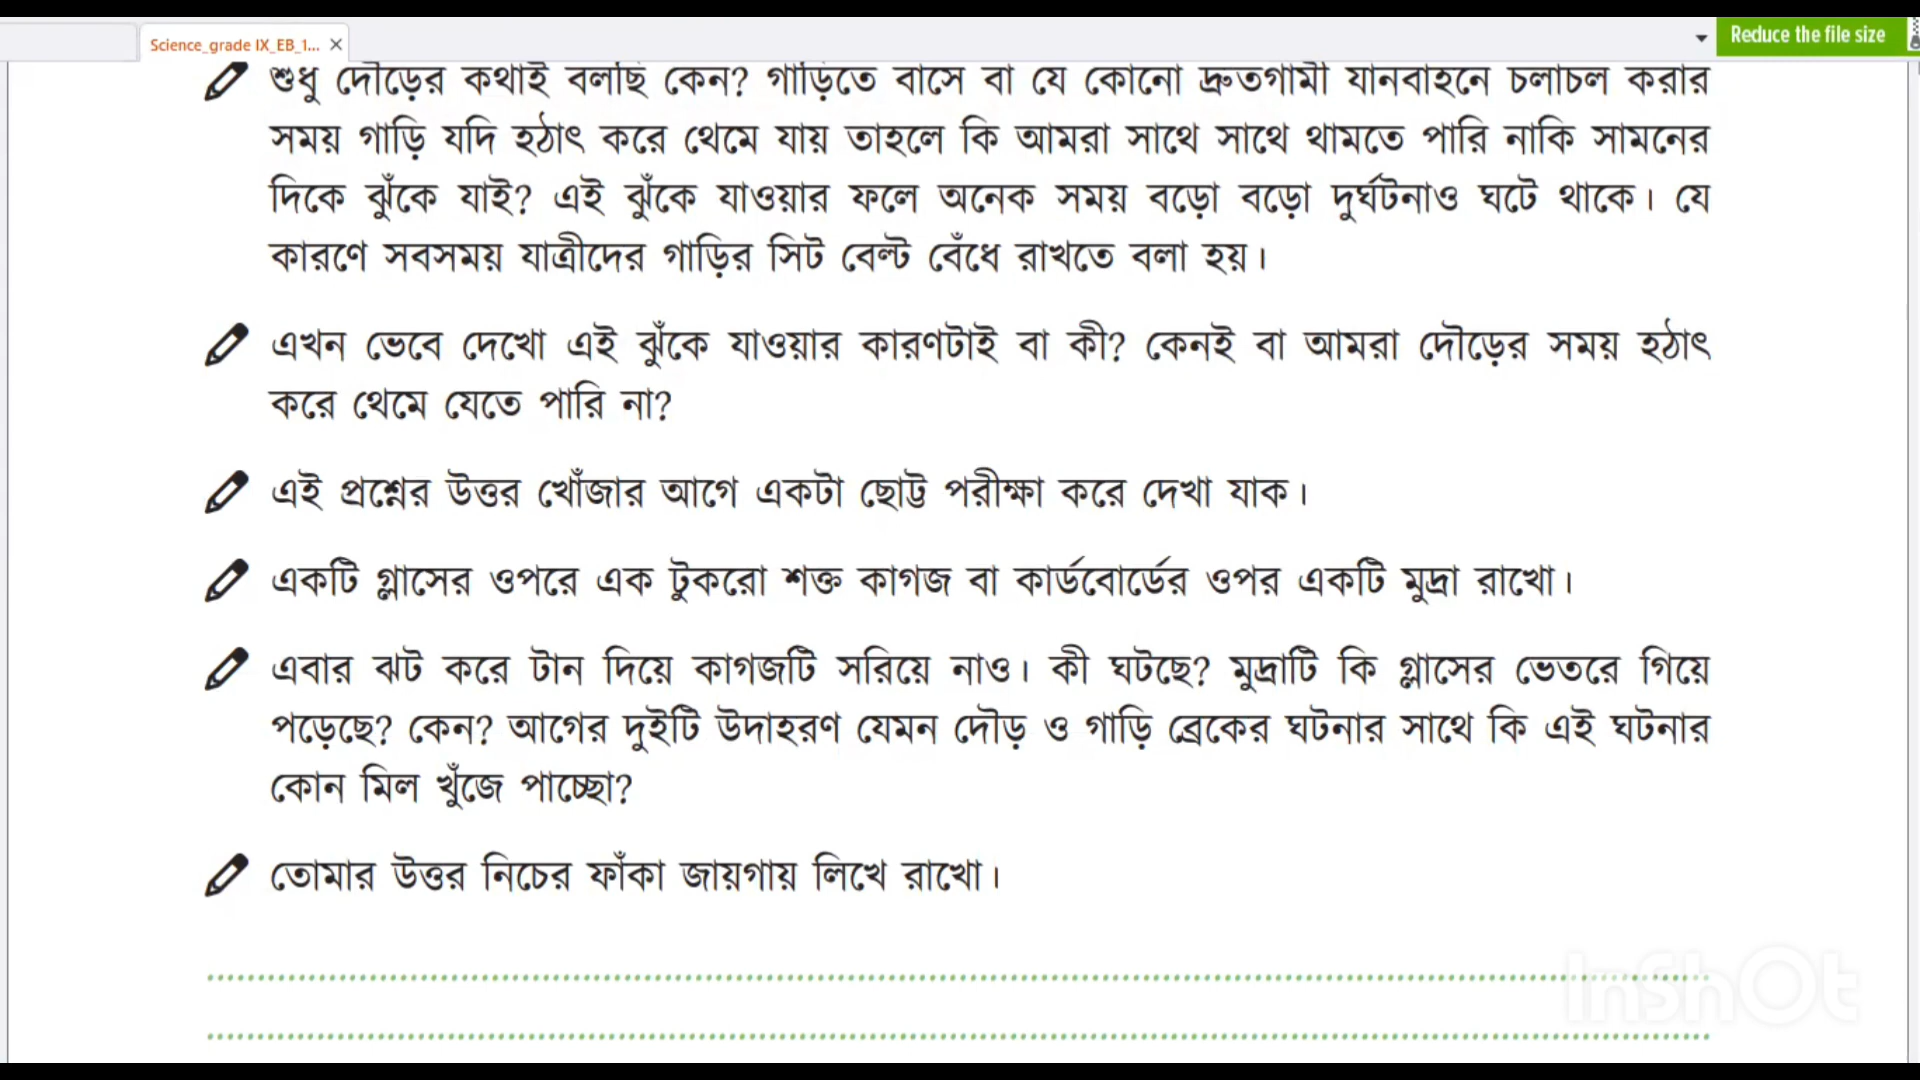 Science_grade IX_EB_1...
Reduce the file size
শুধু দৌড়ের কথাই বলছি কেন? গাড়িতে বাসে বা যে কোনো দ্রুতগামী যানবাহনে চলাচল করার
সময় গাড়ি যদি হঠাৎ করে থেমে যায় তাহলে কি আমরা সাথে সাথে থামতে পারি নাকি সামনের
দিকে ঝুঁকে যাই? এই ঝুঁকে যাওয়ার ফলে অনেক সময় বড়ো বড়ো দুর্ঘটনাও ঘটে থাকে। যে
কারণে সবসময় যাত্রীদের গাড়ির সিট বেল্ট বেঁধে রাখতে বলা হয়।
এখন ভেবে দেখো এই ঝুঁকে যাওয়ার কারণটাই বা কী? কেনই বা আমরা দৌড়ের সময় হঠাৎ
করে থেমে যেতে পারি না?
এই প্রশ্নের উত্তর খোঁজার আগে একটা ছোট্ট পরীক্ষা করে দেখা যাক।
একটি গ্লাসের ওপরে এক টুকরো শক্ত কাগজ বা কার্ডবোর্ডের ওপর একটি মুদ্রা রাখো।
এবার ঝট করে টান দিয়ে কাগজটি সরিয়ে নাও। কী ঘটছে? মুদ্রাটি কি গ্লাসের ভেতরে গিয়ে
পড়েছে? কেন? আগের দুইটি উদাহরণ যেমন দৌড় ও গাড়ি ব্রেকের ঘটনার সাথে কি এই ঘটনার
কোন মিল খুঁজে পাচ্ছো?
তোমার উত্তর নিচের ফাঁকা জায়গায় লিখে রাখো।
InShOt